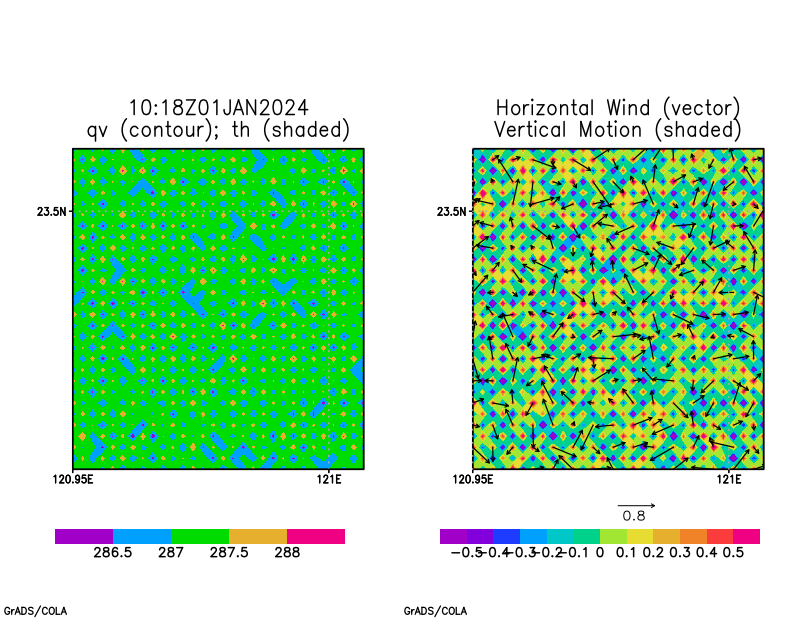 10:18Z01JAN2024
qv (contour); th (shaded)
23.5N
120.95E 121E
286.5 287 287.5 288
GrADS/COLA
Horizontal Wind (vector)
Vertical Motion (shaded)
23.5N
120.95E 121E
0.8
-0.5 -0.4 -0.3 -0.2 -0.1 0 0.1 0.2 0.3 0.4 0.5
GrADS/COLA